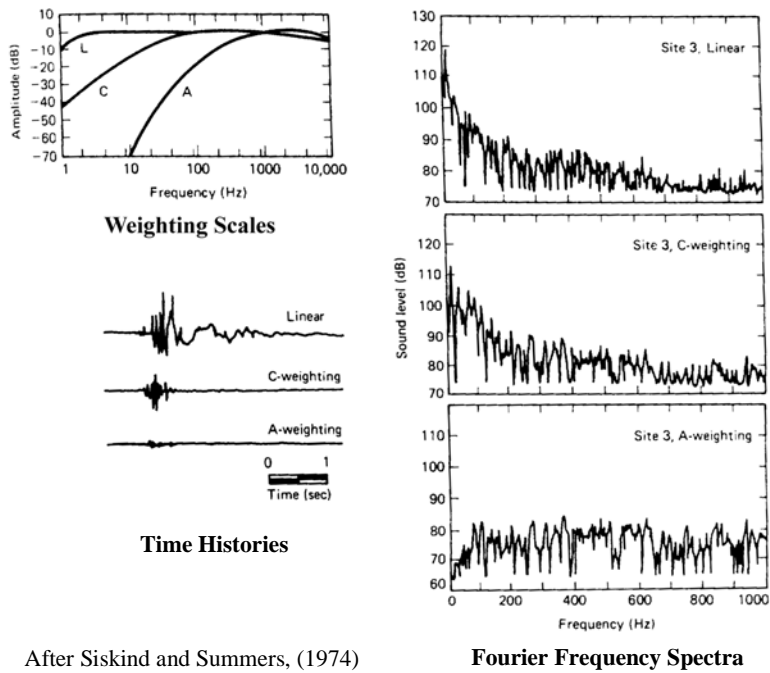 10
0
−10
−20
−30
−40
−50
−60
−70
Amplitude (dB)
L
C
A
1
10
100
1000
10,000
Frequency (Hz)
Weighting Scales
Linear
C-weighting
A-weighting
0 1
Time (sec)
Time Histories
After Siskind and Summers, (1974)
130
120
110
100
90
80
70
Site 3, Linear
120
110
100
90
80
70
Site 3, C-weighting
Sound level (dB)
110
100
90
80
70
60
Site 3, A-weighting
0 200 400 600 800 1000
Frequency (Hz)
Fourier Frequency Spectra